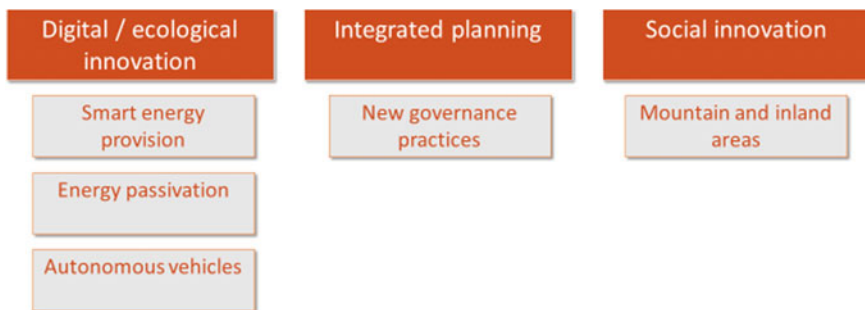 Digital / ecological
innovation
Smart energy
provision
Energy passivation
Autonomous vehicles
Integrated planning
New governance
practices
Social innovation
Mountain and inland
areas